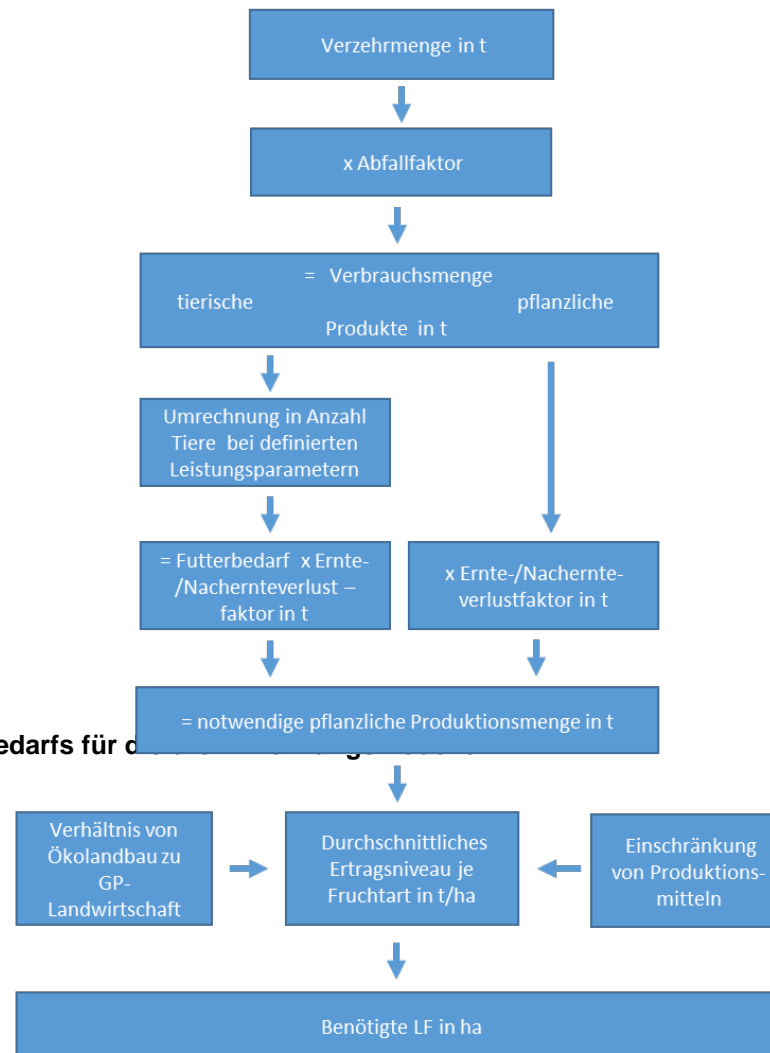 Verzehrmenge in t
x Abfallfaktor
= Verbrauchsmenge
tierische pflanzliche
Produkte in t
Umrechnung in Anzahl
Tiere bei definierten
Leistungsparametern
= Futterbedarf x Ernte-
/Nachernteverlust –
faktor in t
x Ernte-/Nachernte-
verlustfaktor in t
= notwendige pflanzliche Produktionsmenge in t
edarfs für d
Verhältnis von
Ökolandbau zu
GP-
Landwirtschaft
Durchschnittliches
Ertragsniveau je
Fruchtart in t/ha
Einschränkung
von Produktions-
mitteln
Benötigte LF in ha